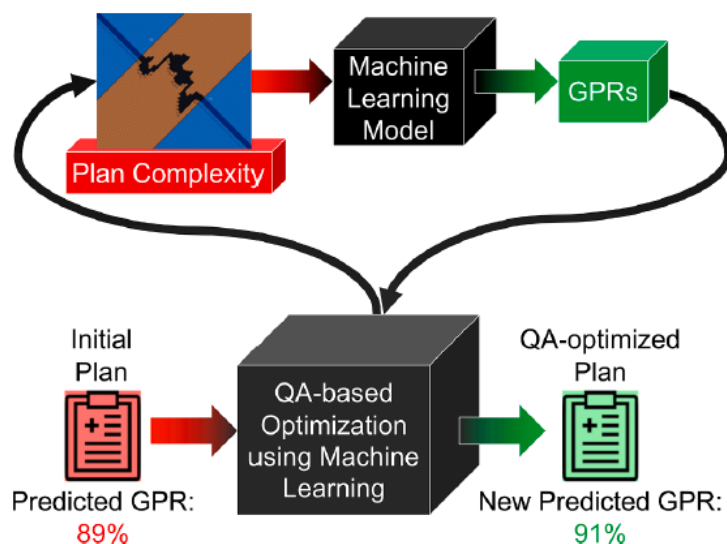 Machine
Learning
Model
GPRs
Plan Complexity
Initial
Plan
QA-optimized
Plan
QA-based
Optimization
using Machine
Learning
Predicted GPR:
89%
New Predicted GPR:
91%